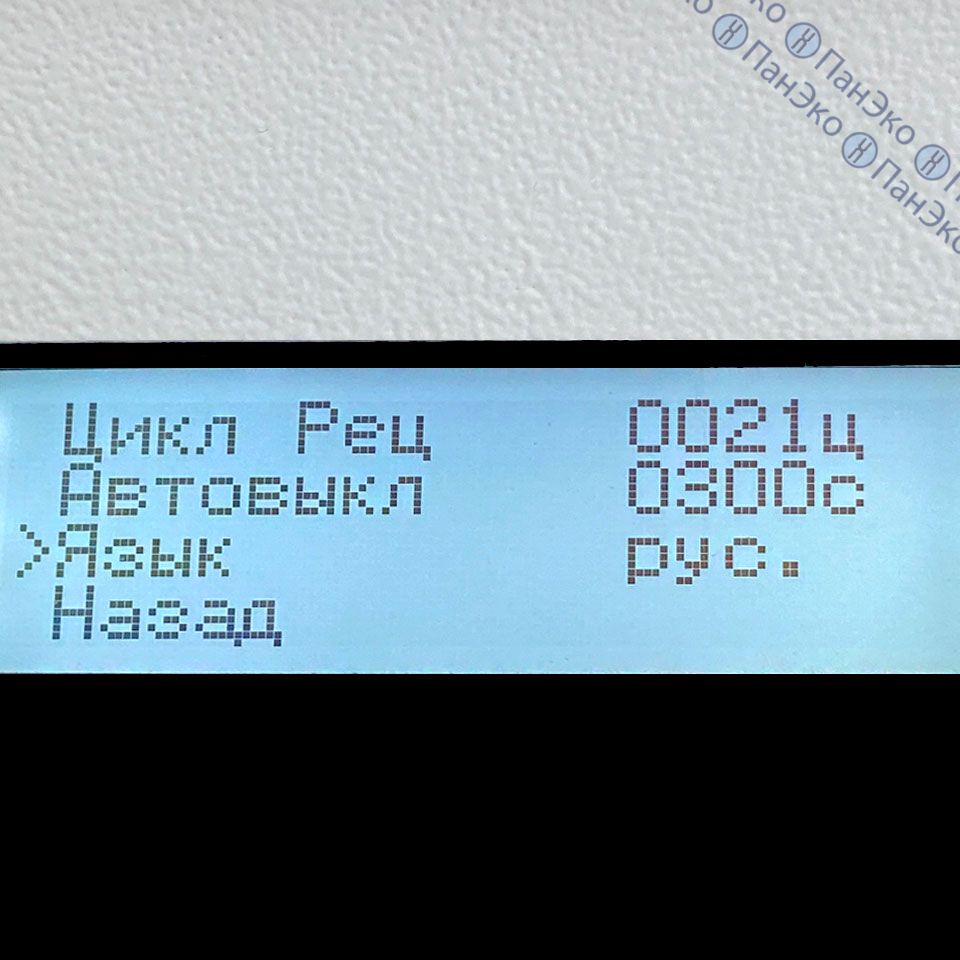 ПанЭко ПанЭко
ПанЭко ПанЭко
Цикл Рец 0021ц
Автовыкл 0300с
>Язык рус.
Назад